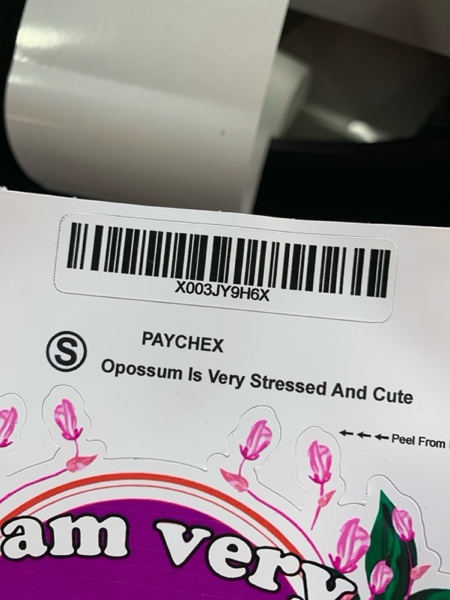 X003JY9H6X
S
PAYCHEX
Opossum Is Very Stressed And Cute
Peel From
am very